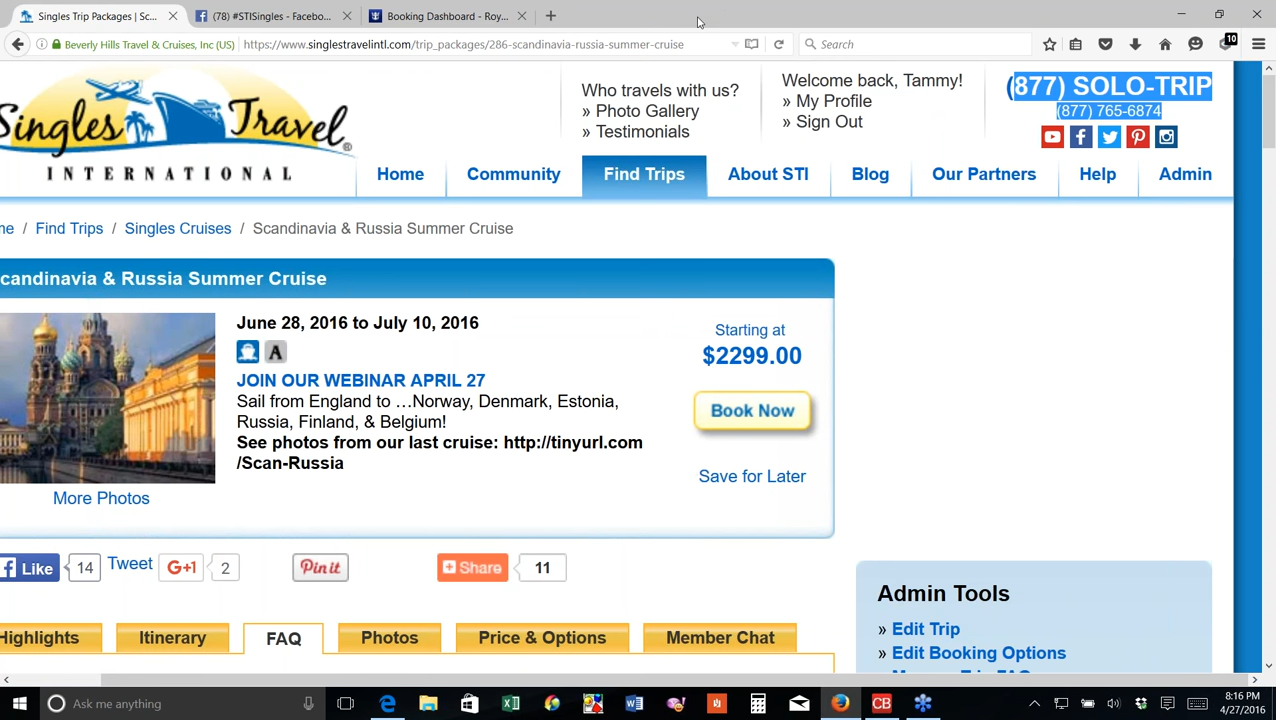 Singles Trip Packages | Sc...
(78) #STISingles - Facebo...
Booking Dashboard - Roy...
Beverly Hills Travel & Cruises, Inc (US)
https://www.singlestravelintl.com/trip_packages/286-scandinavia-russia-summer-cruise
Search
10
Singles Travel
®
INTERNATIONAL
Who travels with us?
» Photo Gallery
» Testimonials
Welcome back, Tammy!
» My Profile
» Sign Out
(877) SOLO-TRIP
(877) 765-6874
Home
Community
Find Trips
About STI
Blog
Our Partners
Help
Admin
me / Find Trips / Singles Cruises / Scandinavia & Russia Summer Cruise
candinavia & Russia Summer Cruise
June 28, 2016 to July 10, 2016
A
JOIN OUR WEBINAR APRIL 27
Sail from England to …Norway, Denmark, Estonia,
Russia, Finland, & Belgium!
See photos from our last cruise: http://tinyurl.com
/Scan-Russia
Starting at
$2299.00
Book Now
Save for Later
More Photos
Like
14
Tweet
G+1
2
Pin it
Share
11
Highlights
Itinerary
FAQ
Photos
Price & Options
Member Chat
Admin Tools
» Edit Trip
» Edit Booking Options
Ask me anything
CB
8:16 PM
4/27/2016